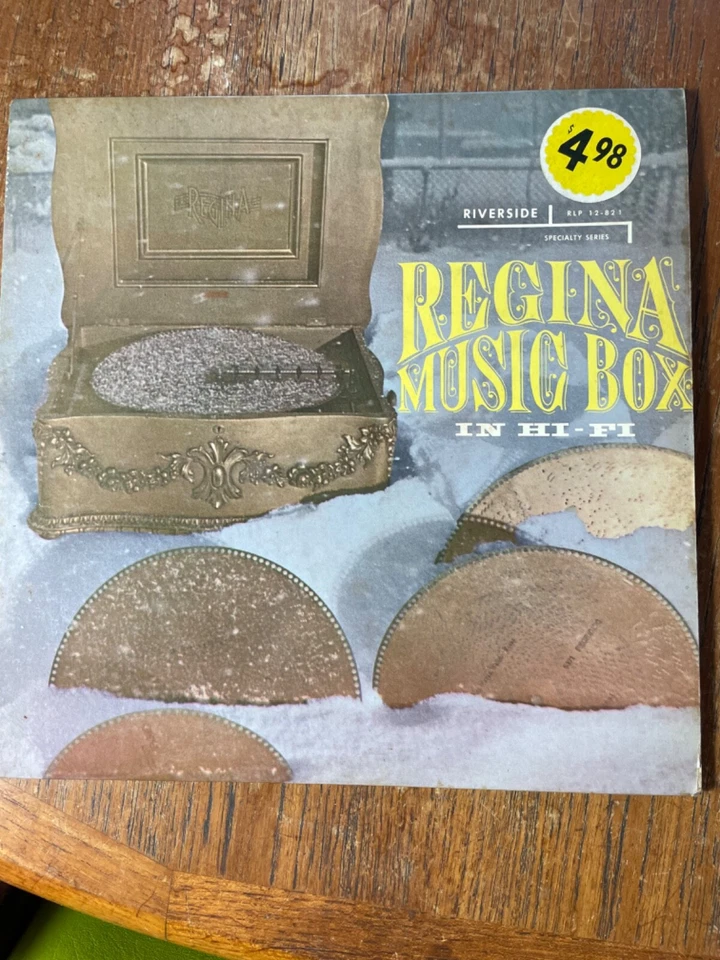 $4.98
RIVERSIDE RLP 12-821
SPECIALTY SERIES
REGINA
REGINA
MUSIC BOX
IN HI-FI